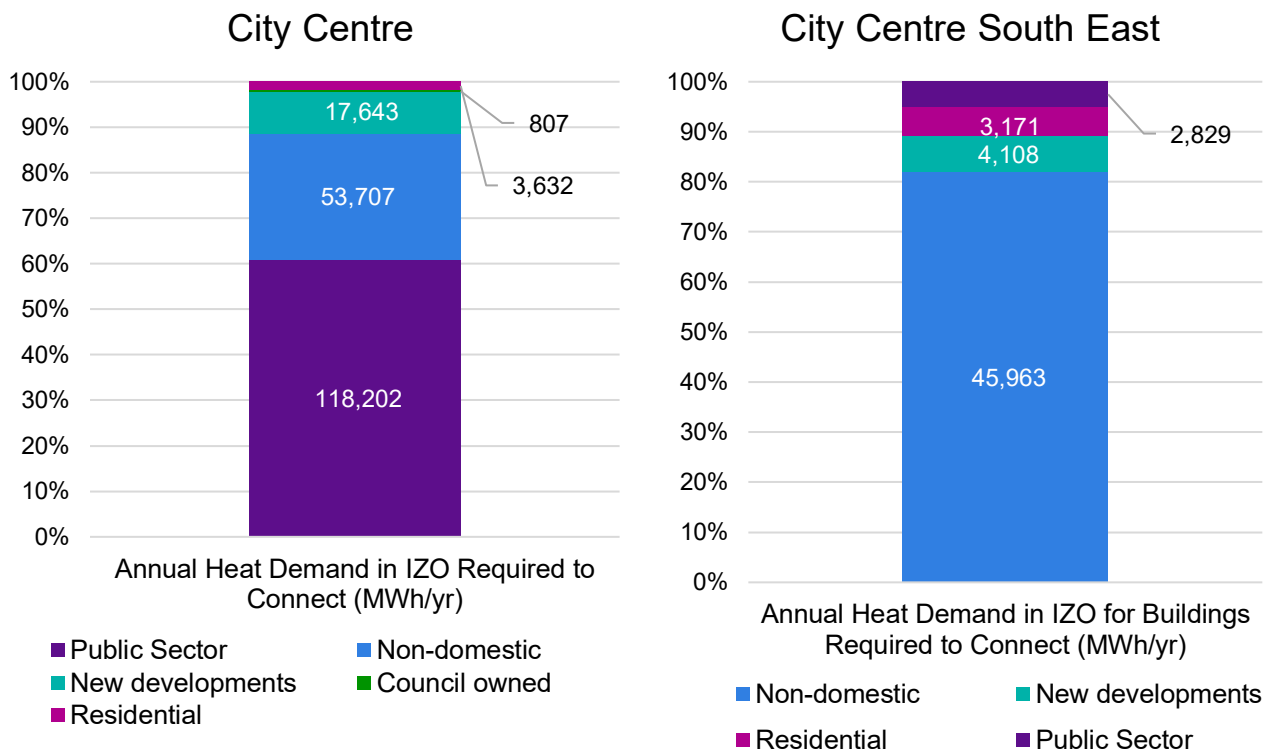 City Centre
100%
90%
80%
70%
60%
50%
40%
30%
20%
10%
0%
17,643
53,707
118,202
807
3,632
Annual Heat Demand in IZO Required to
Connect (MWh/yr)
Public Sector
Non-domestic
New developments
Council owned
Residential
City Centre South East
100%
90%
80%
70%
60%
50%
40%
30%
20%
10%
0%
3,171
4,108
45,963
2,829
Annual Heat Demand in IZO for Buildings
Required to Connect (MWh/yr)
Non-domestic
New developments
Residential
Public Sector